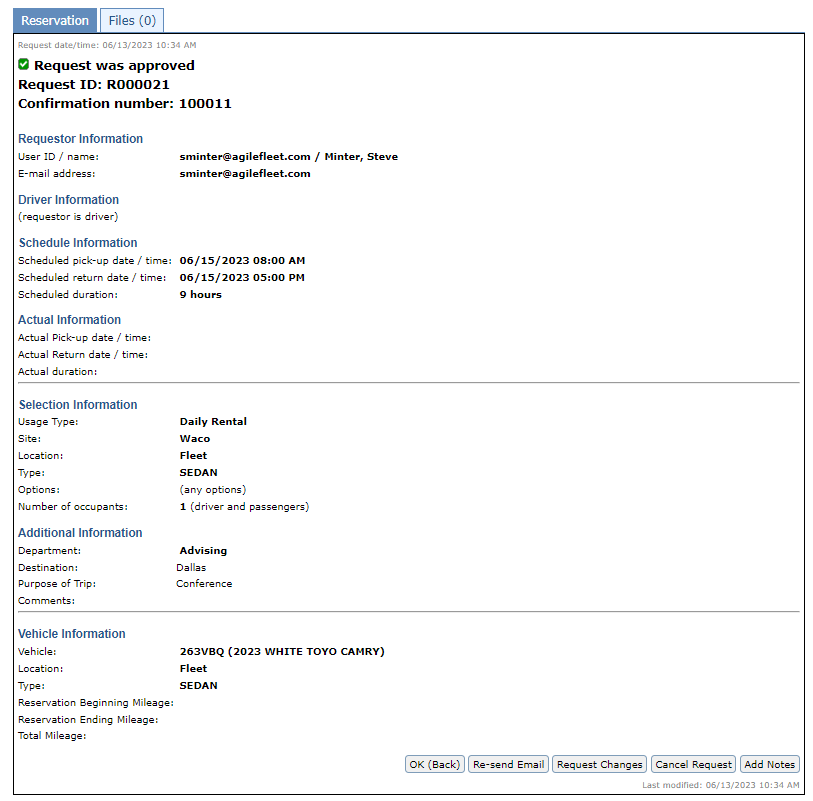 Reservation Files (0)
Request date/time: 06/13/2023 10:34 AM
Request was approved
Request ID: R000021
Confirmation number: 100011
Requestor Information
User ID / name: sminter@agilefleet.com / Minter, Steve
E-mail address: sminter@agilefleet.com
Driver Information
(requestor is driver)
Schedule Information
Scheduled pick-up date / time: 06/15/2023 08:00 AM
Scheduled return date / time: 06/15/2023 05:00 PM
Scheduled duration: 9 hours
Actual Information
Actual Pick-up date / time:
Actual Return date / time:
Actual duration:
Selection Information
Usage Type: Daily Rental
Site: Waco
Location: Fleet
Type: SEDAN
Options: (any options)
Number of occupants: 1 (driver and passengers)
Additional Information
Department: Advising
Destination: Dallas
Purpose of Trip: Conference
Comments:
Vehicle Information
Vehicle: 263VBQ (2023 WHITE TOYO CAMRY)
Location: Fleet
Type: SEDAN
Reservation Beginning Mileage:
Reservation Ending Mileage:
Total Mileage:
OK (Back) Re-send Email Request Changes Cancel Request Add Notes
Last modified: 06/13/2023 10:34 AM